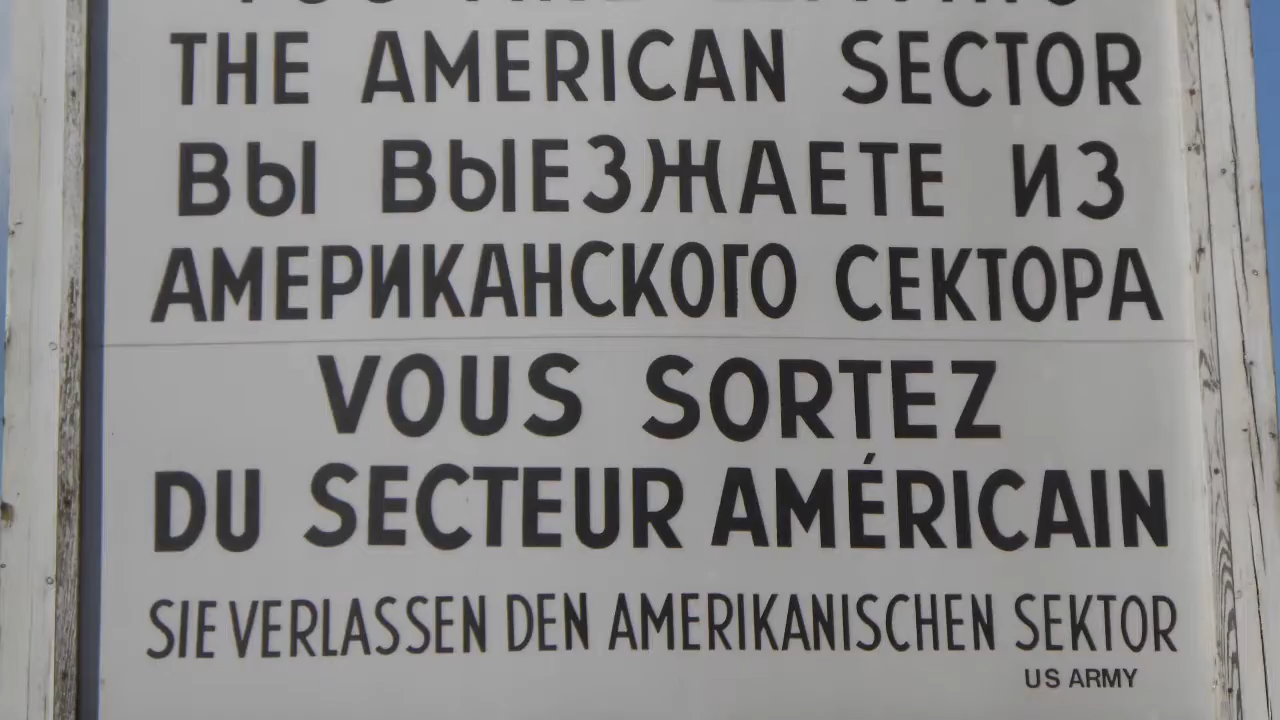 THE AMERICAN SECTOR
ВЫ ВЫЕЗЖАЕТЕ ИЗ
АМЕРИКАНСКОГО СЕКТОРА
VOUS SORTEZ
DU SECTEUR AMÉRICAIN
SIE VERLASSEN DEN AMERIKANISCHEN SEKTOR
US ARMY